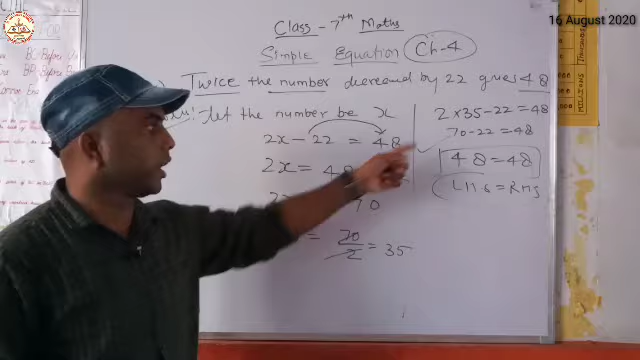 16 August 2020
Class - 7th Maths
Simple Equation Ch-4
Twice the number decreased by 22 gives 48
let the number be x
2x - 22 = 48
2x = 48
70
= 70/2 = 35
2×35-22=48
70-22=48
48=48
LHS=RHS
MILLIONS